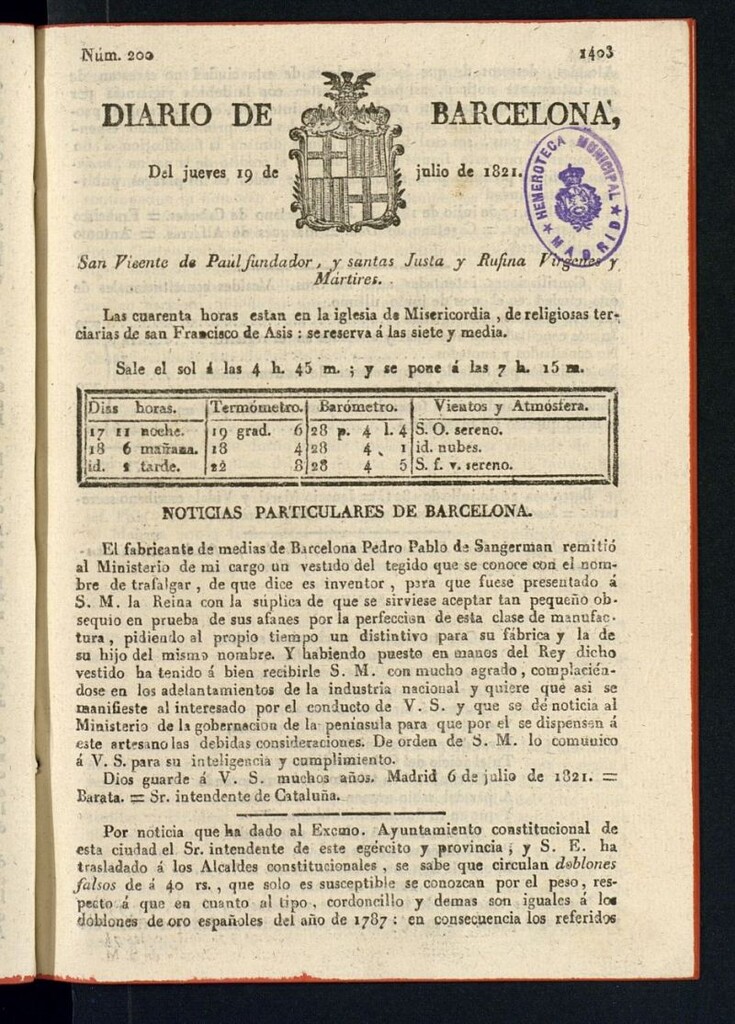 Núm. 200
1403
DIARIO DE BARCELONA,
Del jueves 19 de julio de 1821.
HEMEROTECA MUNICIPAL
★ MADRID ★
San Vicente de Paul fundador, y santas Justa y Rufina Vírgenes y
Mártires.
Las cuarenta horas estan en la iglesia de Misericordia, de religiosas ter-
ciarias de san Francisco de Asis: se reserva á las siete y media.
Sale el sol á las 4 h. 45 m.; y se pone á las 7 h. 15 m.
Dias horas. Termómetro. Barómetro. Vientos y Atmósfera.
17 11 noche. 19 grad. 6 28 p. 4 l. 4 S. O. sereno.
18 6 mañana. 18 4 28 4 1 id. nubes.
id. 2 tarde. 22 8 28 4 5 S. f. v. sereno.
NOTICIAS PARTICULARES DE BARCELONA.
El fabricante de medias de Barcelona Pedro Pablo de Sangerman remitió
al Ministerio de mi cargo un vestido del tegido que se conoce con el nom-
bre de trafalgar, de que dice es inventor, para que fuese presentado á
S. M. la Reina con la súplica de que se sirviese aceptar tan pequeño ob-
sequio en prueba de sus afanes por la perfeccion de esta clase de manufac-
tura, pidiendo al propio tiempo un distintivo para su fábrica y la de
su hijo del mismo nombre. Y habiendo puesto en manos del Rey dicho
vestido ha tenido á bien recibirle S. M. con mucho agrado, complacién-
dose en los adelantamientos de la industria nacional y quiere que asi se
manifieste al interesado por el conducto de V. S. y que se dé noticia al
Ministerio de la gobernacion de la península para que por el se dispensen á
este artesano las debidas consideraciones. De orden de S. M. lo comunico
á V. S. para su inteligencia y cumplimiento.
Dios guarde á V. S. muchos años. Madrid 6 de julio de 1821. =
Barata. = Sr. intendente de Cataluña.
Por noticia que ha dado al Excmo. Ayuntamiento constitucional de
esta ciudad el Sr. intendente de este egército y provincia, y S. E. ha
trasladado á los Alcaldes constitucionales, se sabe que circulan doblones
falsos de á 40 rs., que solo es susceptible se conozcan por el peso, res-
pecto á que en cuanto al tipo, cordoncillo y demas son iguales á los
doblones de oro españoles del año de 1787: en consecuencia los referidos